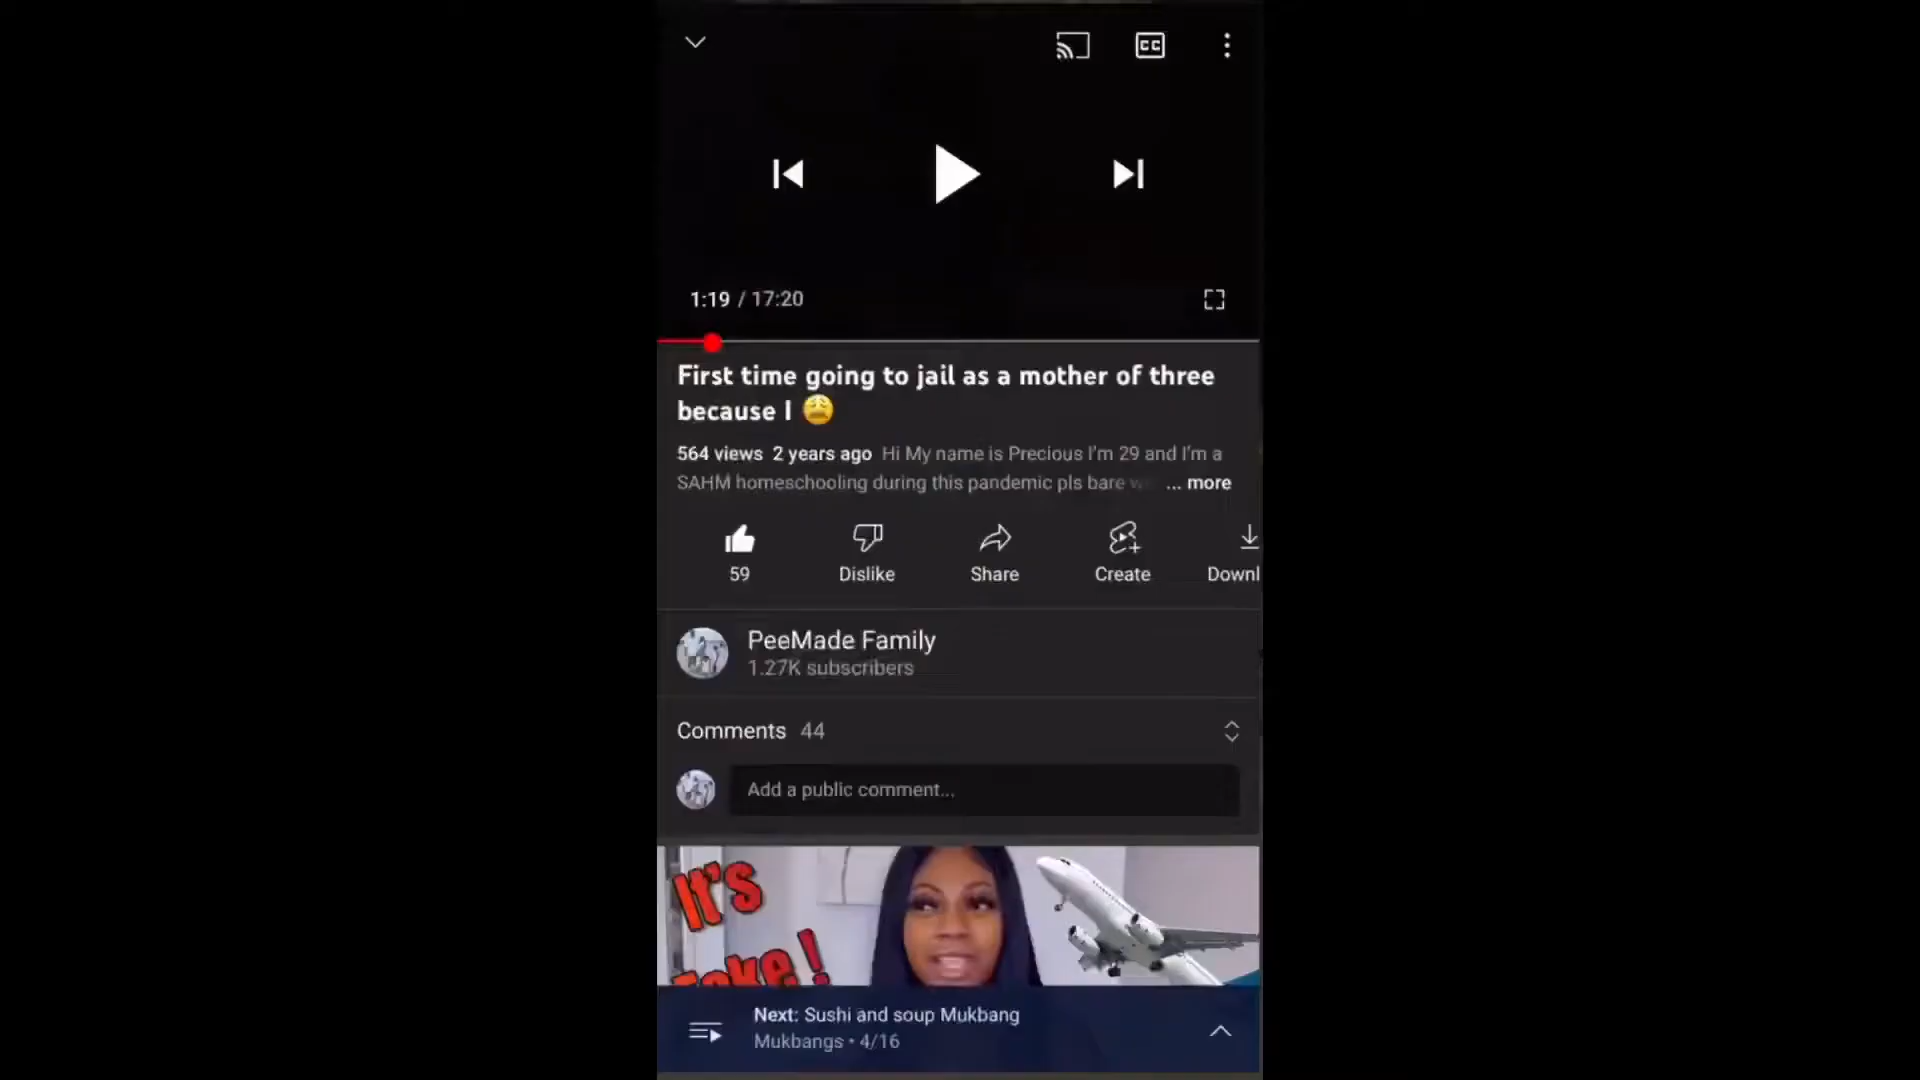 CC
1:19 / 17:20
First time going to jail as a mother of three
because I 😩
564 views 2 years ago Hi My name is Precious I'm 29 and I'm a
SAHM homeschooling during this pandemic pls bare ... more
59
Dislike
Share
Create
Downl
PeeMade Family
1.27K subscribers
Comments 44
Add a public comment...
It's
Next: Sushi and soup Mukbang
Mukbangs • 4/16